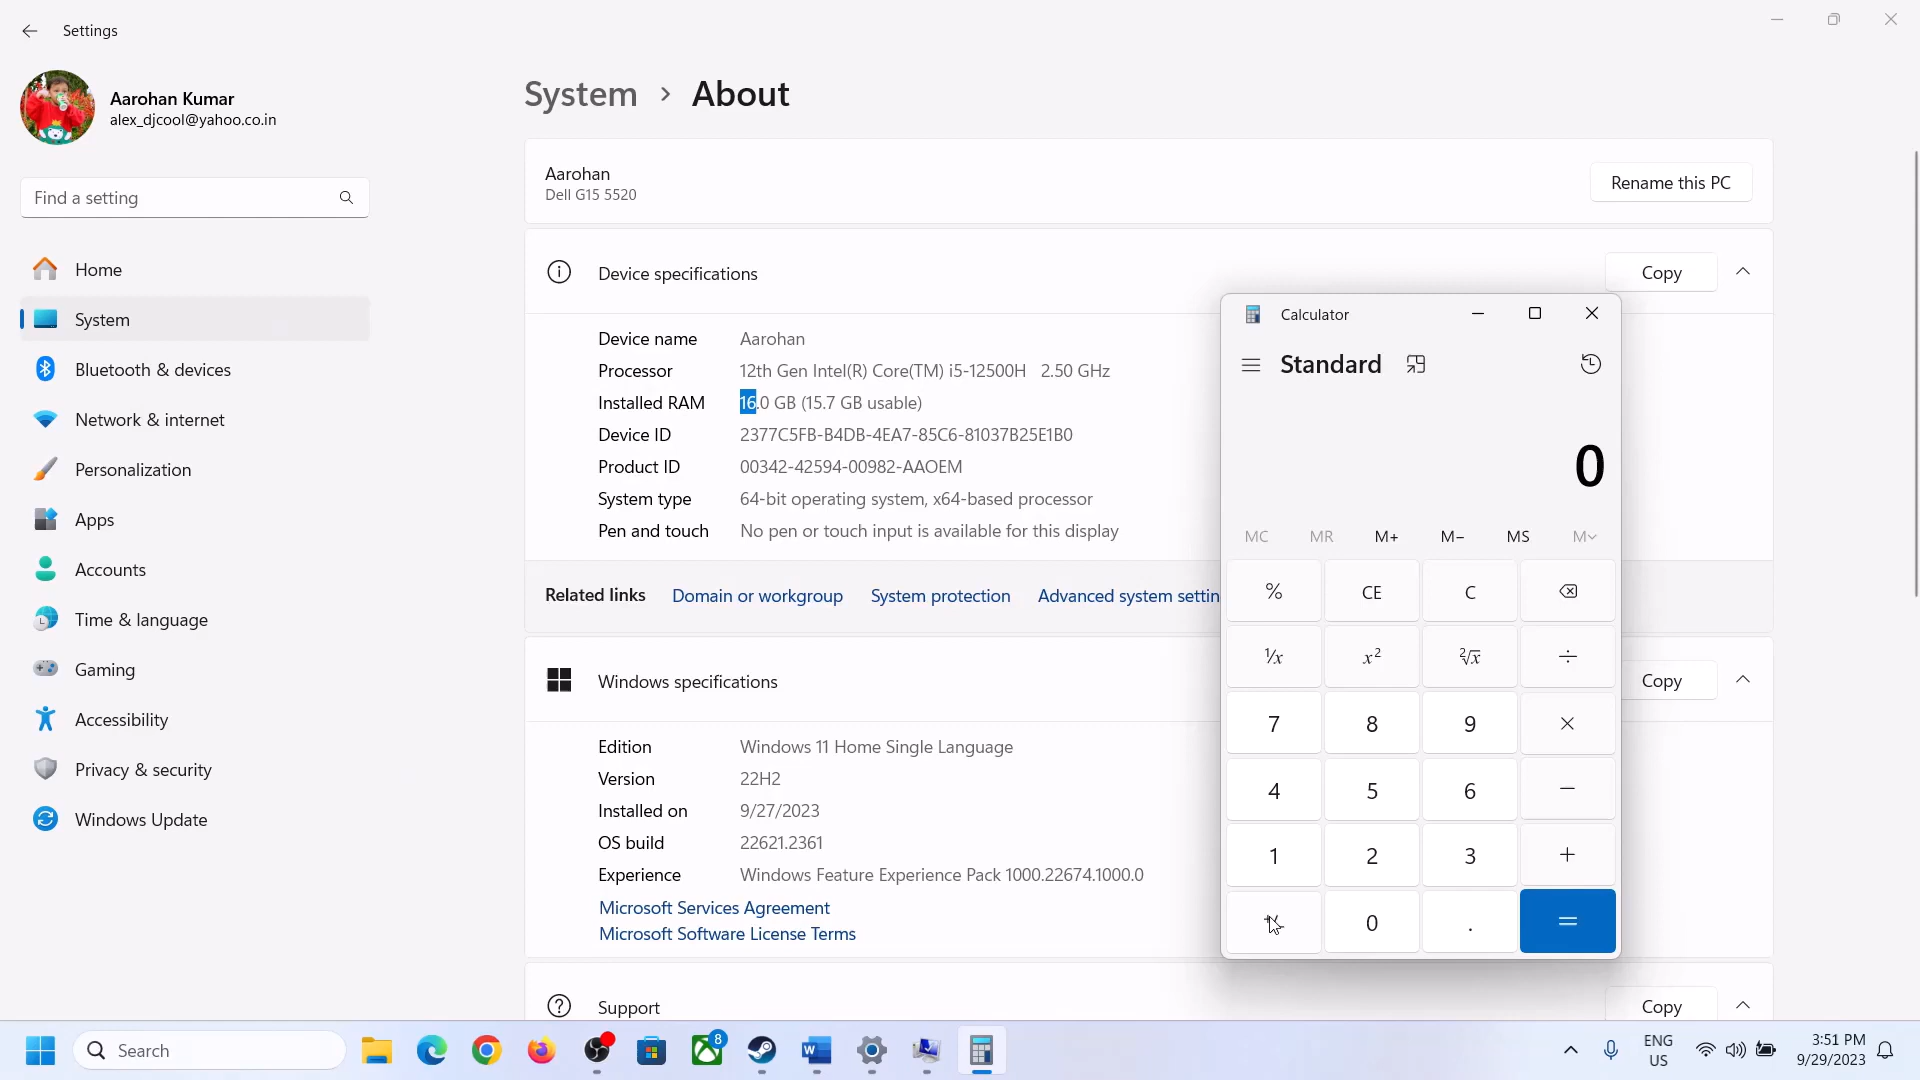 Settings
Aarohan Kumar
alex_djcool@yahoo.co.in
Find a setting
Home
System
Bluetooth & devices
Network & internet
Personalization
Apps
Accounts
Time & language
Gaming
Accessibility
Privacy & security
Windows Update
System > About
Aarohan
Dell G15 5520
Rename this PC
Device specifications
Copy
Device name Aarohan
Processor 12th Gen Intel(R) Core(TM) i5-12500H 2.50 GHz
Installed RAM 16.0 GB (15.7 GB usable)
Device ID 2377C5FB-B4DB-4EA7-85C6-81037B25E1B0
Product ID 00342-42594-00982-AAOEM
System type 64-bit operating system, x64-based processor
Pen and touch No pen or touch input is available for this display
Related links Domain or workgroup System protection Advanced system settin
Windows specifications
Copy
Edition Windows 11 Home Single Language
Version 22H2
Installed on 9/27/2023
OS build 22621.2361
Experience Windows Feature Experience Pack 1000.22674.1000.0
Microsoft Services Agreement
Microsoft Software License Terms
Support
Copy
Calculator
Standard
0
MC MR M+ M− MS M
% CE C
¹/x x² ²√x ÷
7 8 9 ×
4 5 6 −
1 2 3 +
0 . =
Search
8
ENG
US
3:51 PM
9/29/2023